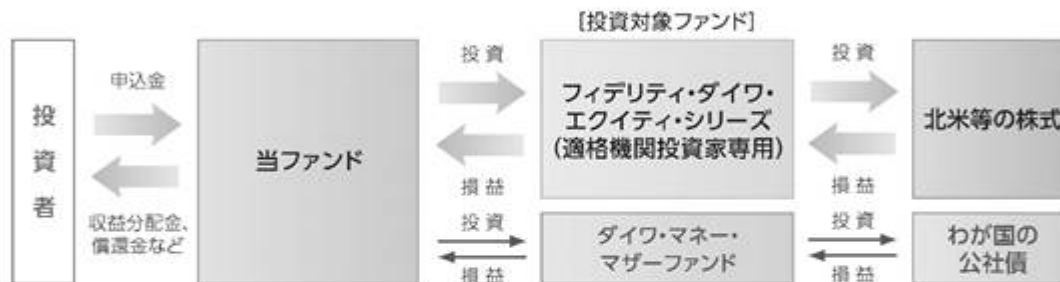 [投資対象ファンド]
投資者
申込金
収益分配金、
償還金など
当ファンド
投資
損益
投資
損益
フィデリティ・ダイワ・
エクイティ・シリーズ
(適格機関投資家専用)
ダイワ・マネー・
マザーファンド
投資
損益
投資
損益
北米等の株式
わが国の
公社債